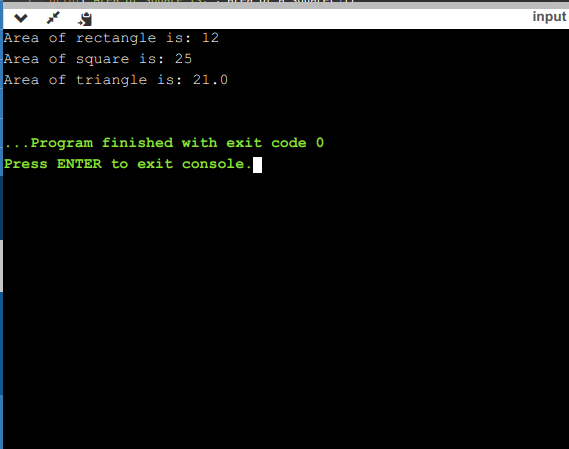 input
Area of rectangle is: 12
Area of square is: 25
Area of triangle is: 21.0
...Program finished with exit code 0
Press ENTER to exit console.